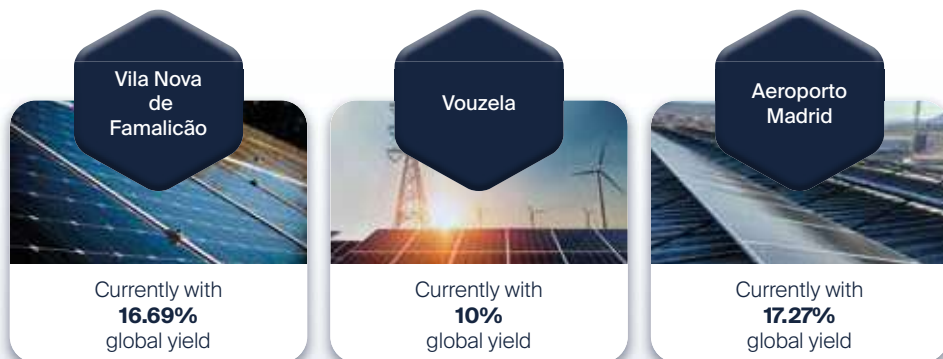 Vila Nova
de
Famalicão
Currently with
16.69%
global yield
Vouzela
Currently with
10%
global yield
Aeroporto
Madrid
Currently with
17.27%
global yield